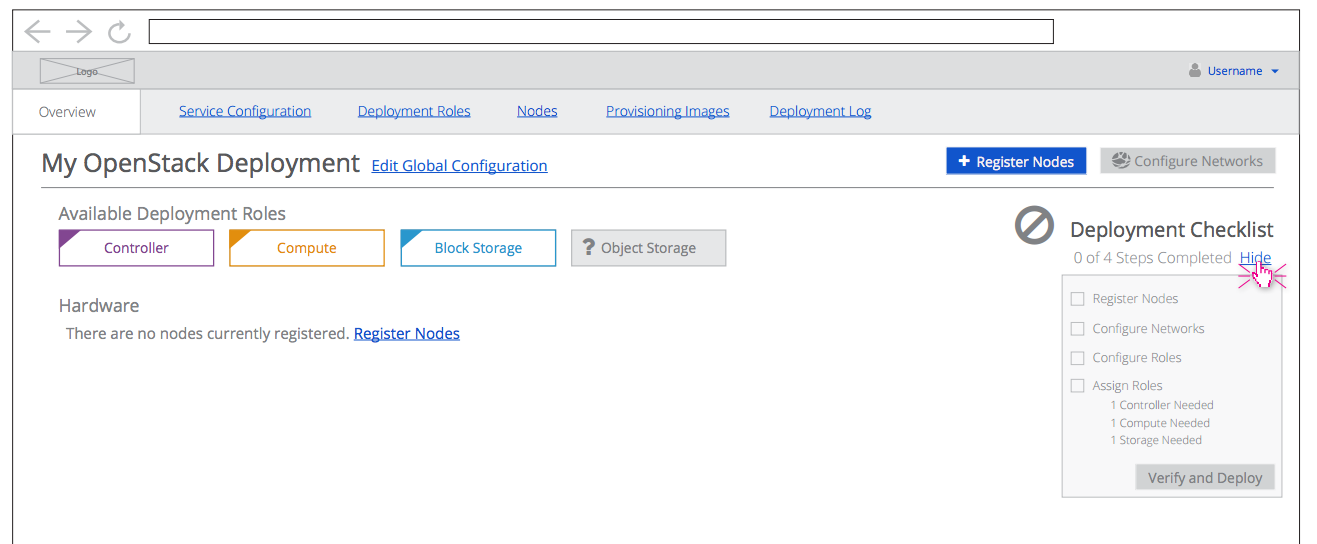 Logo
Username
Overview Service Configuration Deployment Roles Nodes Provisioning Images Deployment Log
My OpenStack Deployment Edit Global Configuration + Register Nodes Configure Networks
Available Deployment Roles
Controller Compute Block Storage ? Object Storage
Deployment Checklist
0 of 4 Steps Completed Hide
Hardware
There are no nodes currently registered. Register Nodes
Register Nodes
Configure Networks
Configure Roles
Assign Roles
1 Controller Needed
1 Compute Needed
1 Storage Needed
Verify and Deploy